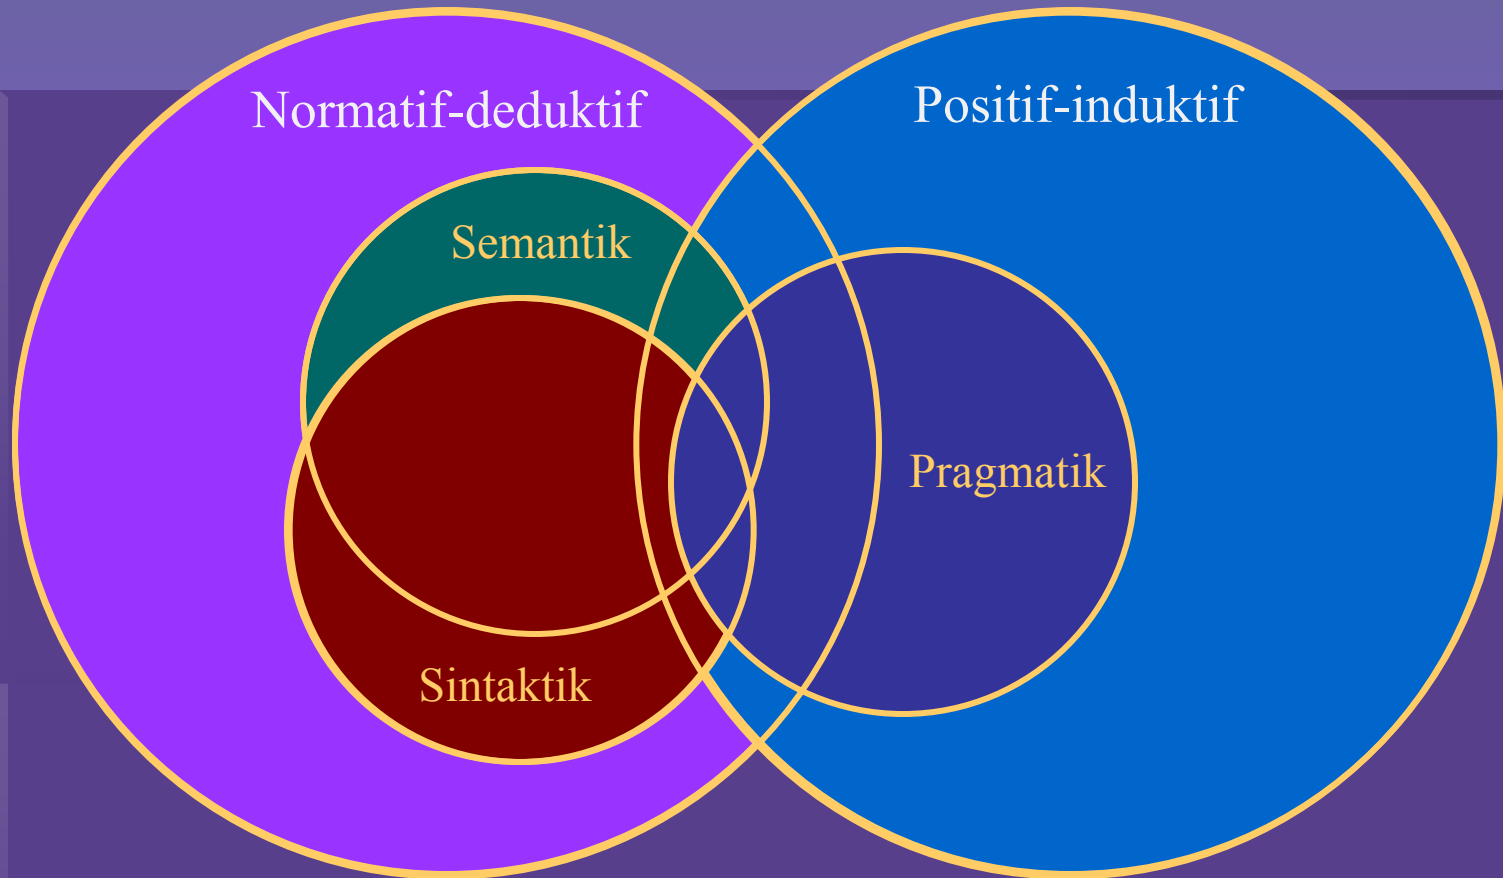 Normatif-deduktif
Positif-induktif
Semantik
Pragmatik
Sintaktik